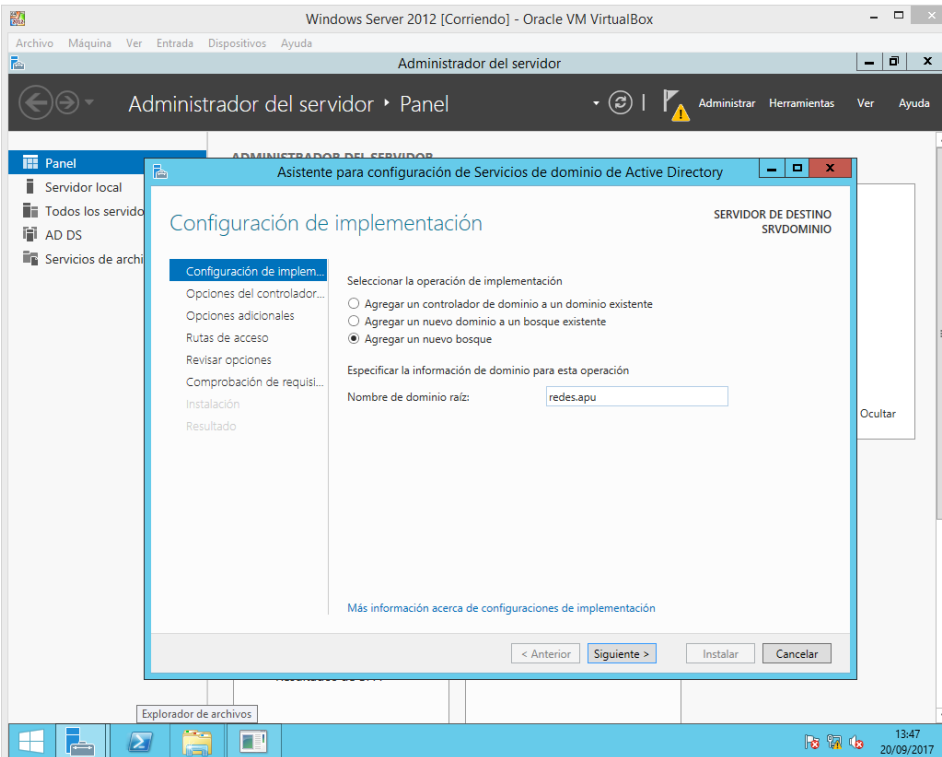 Windows Server 2012 [Corriendo] - Oracle VM VirtualBox
Archivo Máquina Ver Entrada Dispositivos Ayuda
Administrador del servidor
Administrador del servidor ‣ Panel
Administrar Herramientas Ver Ayuda
Panel
Servidor local
Todos los servido
AD DS
Servicios de archi
ADMINISTRADOR DEL SERVIDOR
Asistente para configuración de Servicios de dominio de Active Directory
Configuración de implementación
SERVIDOR DE DESTINO
SRVDOMINIO
Configuración de implem...
Opciones del controlador...
Opciones adicionales
Rutas de acceso
Revisar opciones
Comprobación de requisi...
Instalación
Resultado
Seleccionar la operación de implementación
Agregar un controlador de dominio a un dominio existente
Agregar un nuevo dominio a un bosque existente
Agregar un nuevo bosque
Especificar la información de dominio para esta operación
Nombre de dominio raíz: redes.apu
Más información acerca de configuraciones de implementación
< Anterior Siguiente > Instalar Cancelar
Ocultar
Explorador de archivos
13:47
20/09/2017